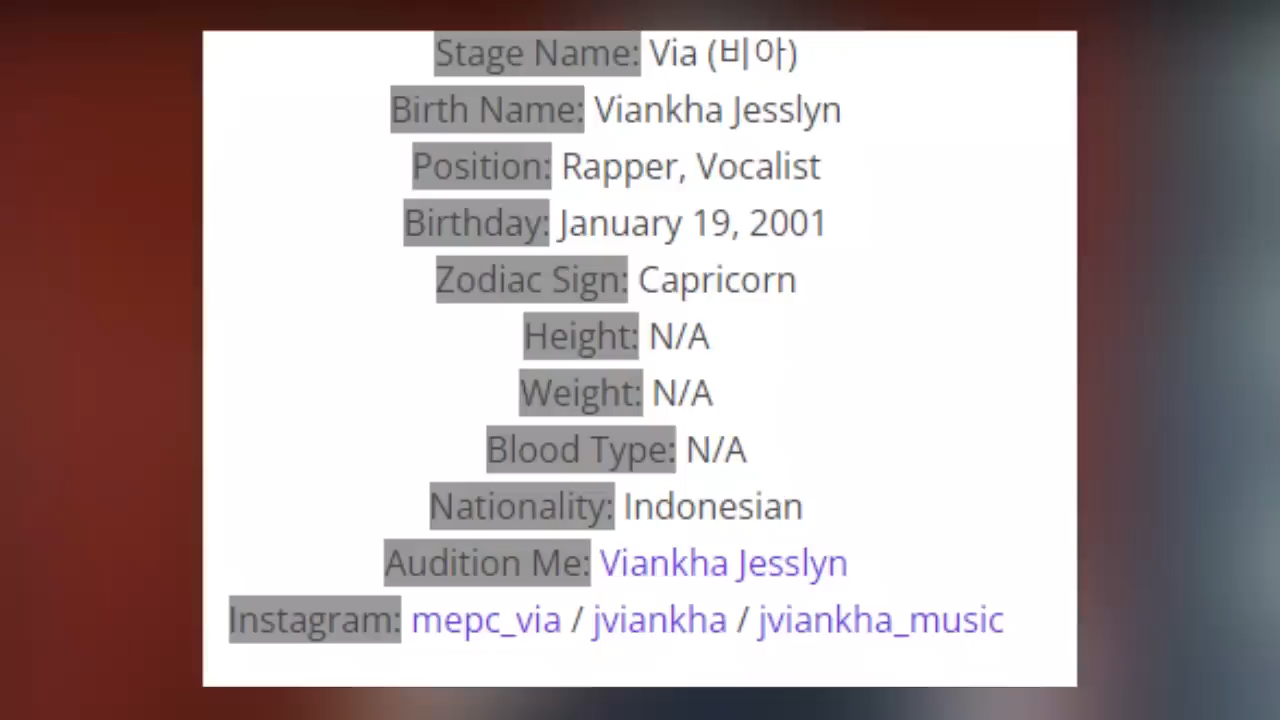 Stage Name: Via (비아)
Birth Name: Viankha Jesslyn
Position: Rapper, Vocalist
Birthday: January 19, 2001
Zodiac Sign: Capricorn
Height: N/A
Weight: N/A
Blood Type: N/A
Nationality: Indonesian
Audition Me: Viankha Jesslyn
Instagram: mepc_via / jviankha / jviankha_music